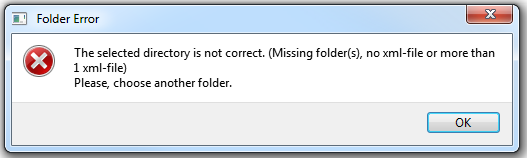 Folder Error
The selected directory is not correct. (Missing folder(s), no xml-file or more than
1 xml-file)
Please, choose another folder.
OK